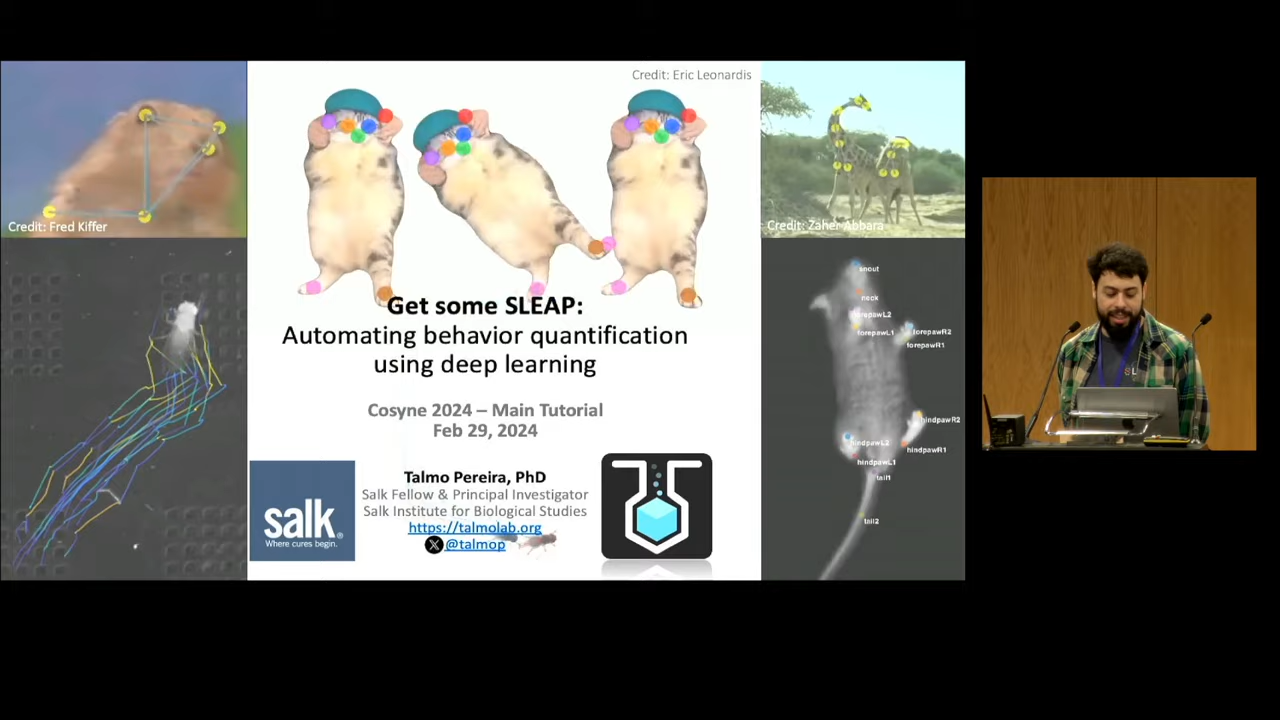 Credit: Eric Leonardis
Credit: Fred Kiffer
Credit: Zaher Abbara
Get some SLEAP:
Automating behavior quantification
using deep learning
Cosyne 2024 – Main Tutorial
Feb 29, 2024
Talmo Pereira, PhD
Salk Fellow & Principal Investigator
Salk Institute for Biological Studies
https://talmolab.org
@talmop
salk®
Where cures begin.
snout
neck
forepawL2
forepawR2
forepawL1
forepawR1
hindpawR2
hindpawL2
hindpawR1
hindpawL1
tail1
tail2